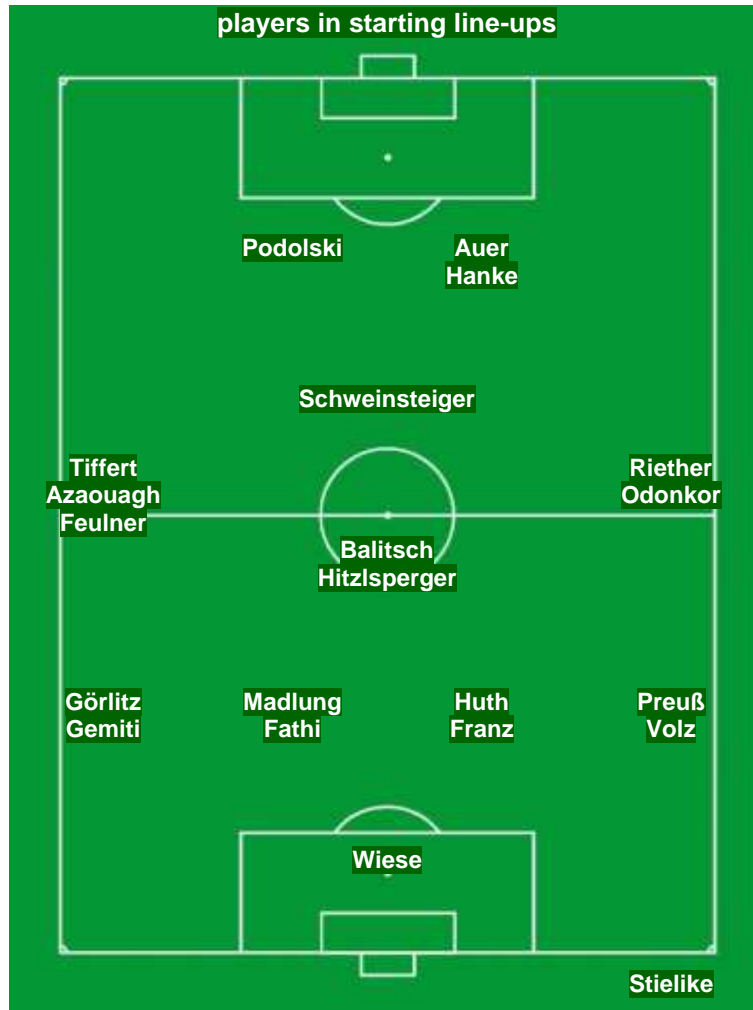 players in starting line-ups
Podolski
Auer
Hanke
Schweinsteiger
Tiffert
Azaouagh
Feulner
Riether
Odonkor
Balitsch
Hitzlsperger
Görlitz
Gemiti
Madlung
Fathi
Huth
Franz
Preuß
Volz
Wiese
Stielike